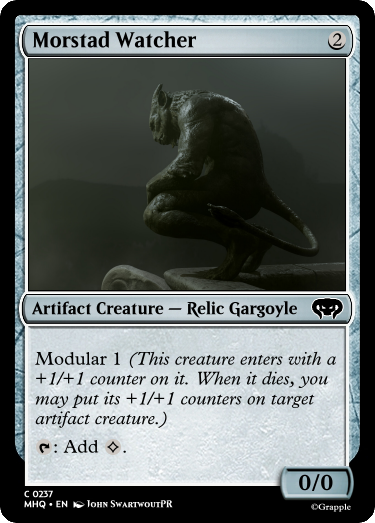 Morstad Watcher 2
Artifact Creature — Relic Gargoyle
Modular 1 (This creature enters with a
+1/+1 counter on it. When it dies, you
may put its +1/+1 counters on target
artifact creature.)
: Add .
0/0
C 0237
MHQ • EN John SwartwoutPR
©Grapple